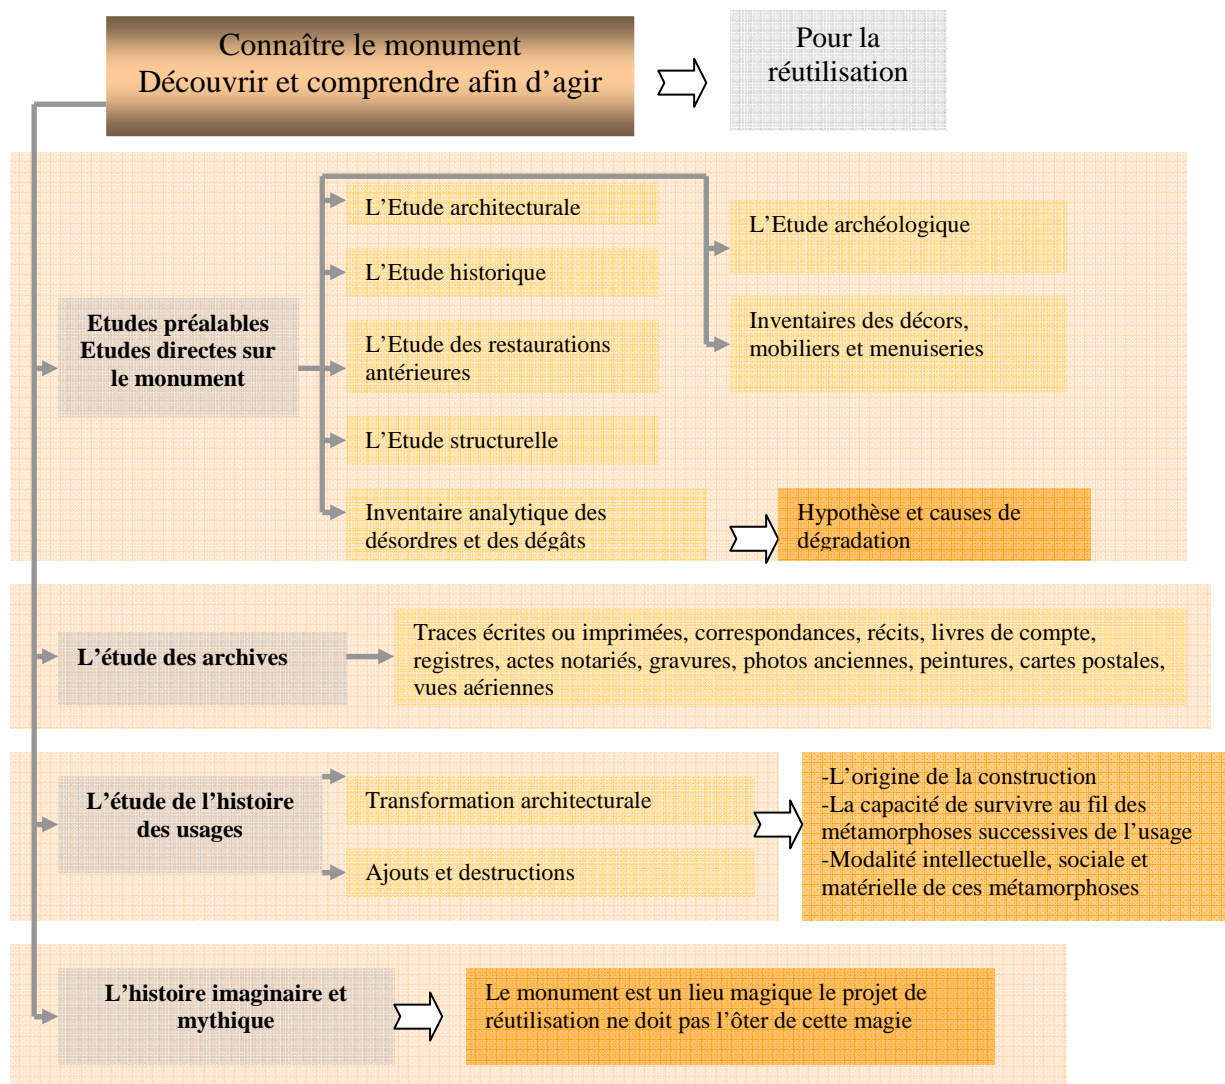 Connaître le monument
Découvrir et comprendre afin d’agir
Pour la
réutilisation
Etudes préalables
Etudes directes sur
le monument
L’Etude architecturale
L’Etude historique
L’Etude des restaurations
antérieures
L’Etude structurelle
Inventaire analytique des
désordres et des dégâts
L’Etude archéologique
Inventaires des décors,
mobiliers et menuiseries
Hypothèse et causes de
dégradation
L’étude des archives
Traces écrites ou imprimées, correspondances, récits, livres de compte,
registres, actes notariés, gravures, photos anciennes, peintures, cartes postales,
vues aériennes
L’étude de l’histoire
des usages
Transformation architecturale
Ajouts et destructions
-L’origine de la construction
-La capacité de survivre au fil des
métamorphoses successives de l’usage
-Modalité intellectuelle, sociale et
matérielle de ces métamorphoses
L’histoire imaginaire et
mythique
Le monument est un lieu magique le projet de
réutilisation ne doit pas l’ôter de cette magie